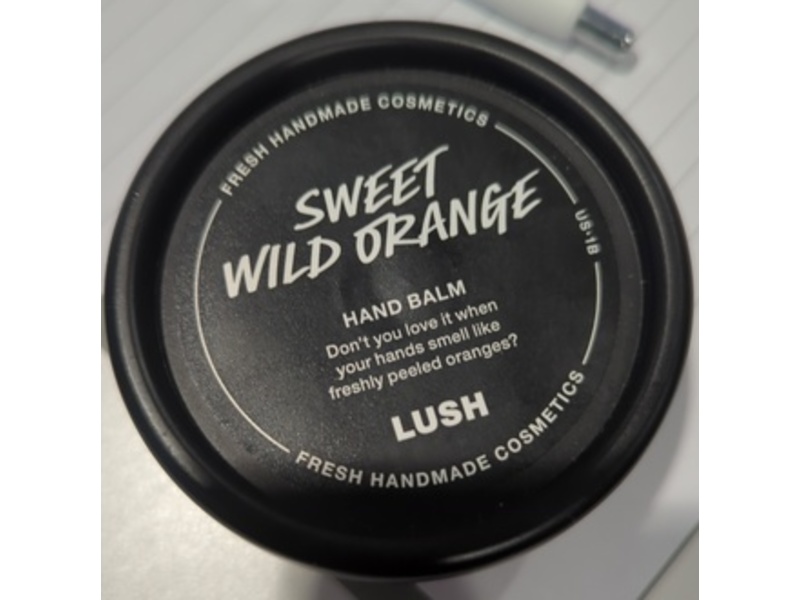 FRESH HANDMADE COSMETICS
SWEET
WILD ORANGE
US·1B
HAND BALM
Don't you love it when
your hands smell like
freshly peeled oranges?
LUSH
FRESH HANDMADE COSMETICS